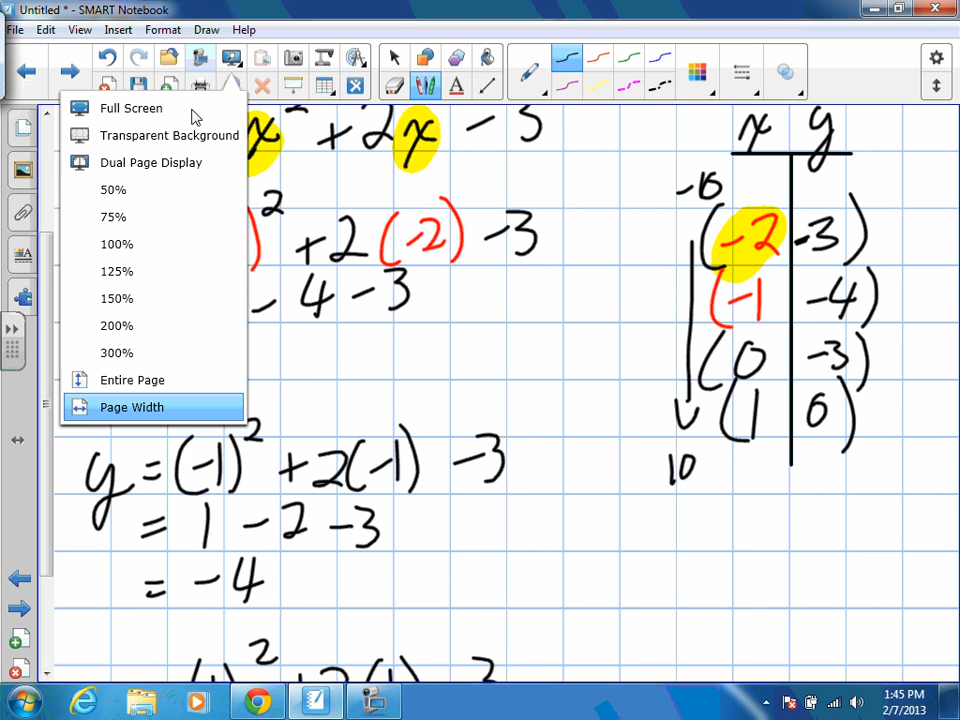 Untitled * - SMART Notebook
File Edit View Insert Format Draw Help
Full Screen
Transparent Background
Dual Page Display
50%
75%
100%
125%
150%
200%
300%
Entire Page
Page Width
x² + 2x - 3
² + 2(-2) - 3
- 4 - 3
y = (-1)² + 2(-1) - 3
= 1 - 2 - 3
= -4
x y
-10
(-2 -3)
(-1 -4)
(0 -3)
(1 0)
10
1:45 PM
2/7/2013